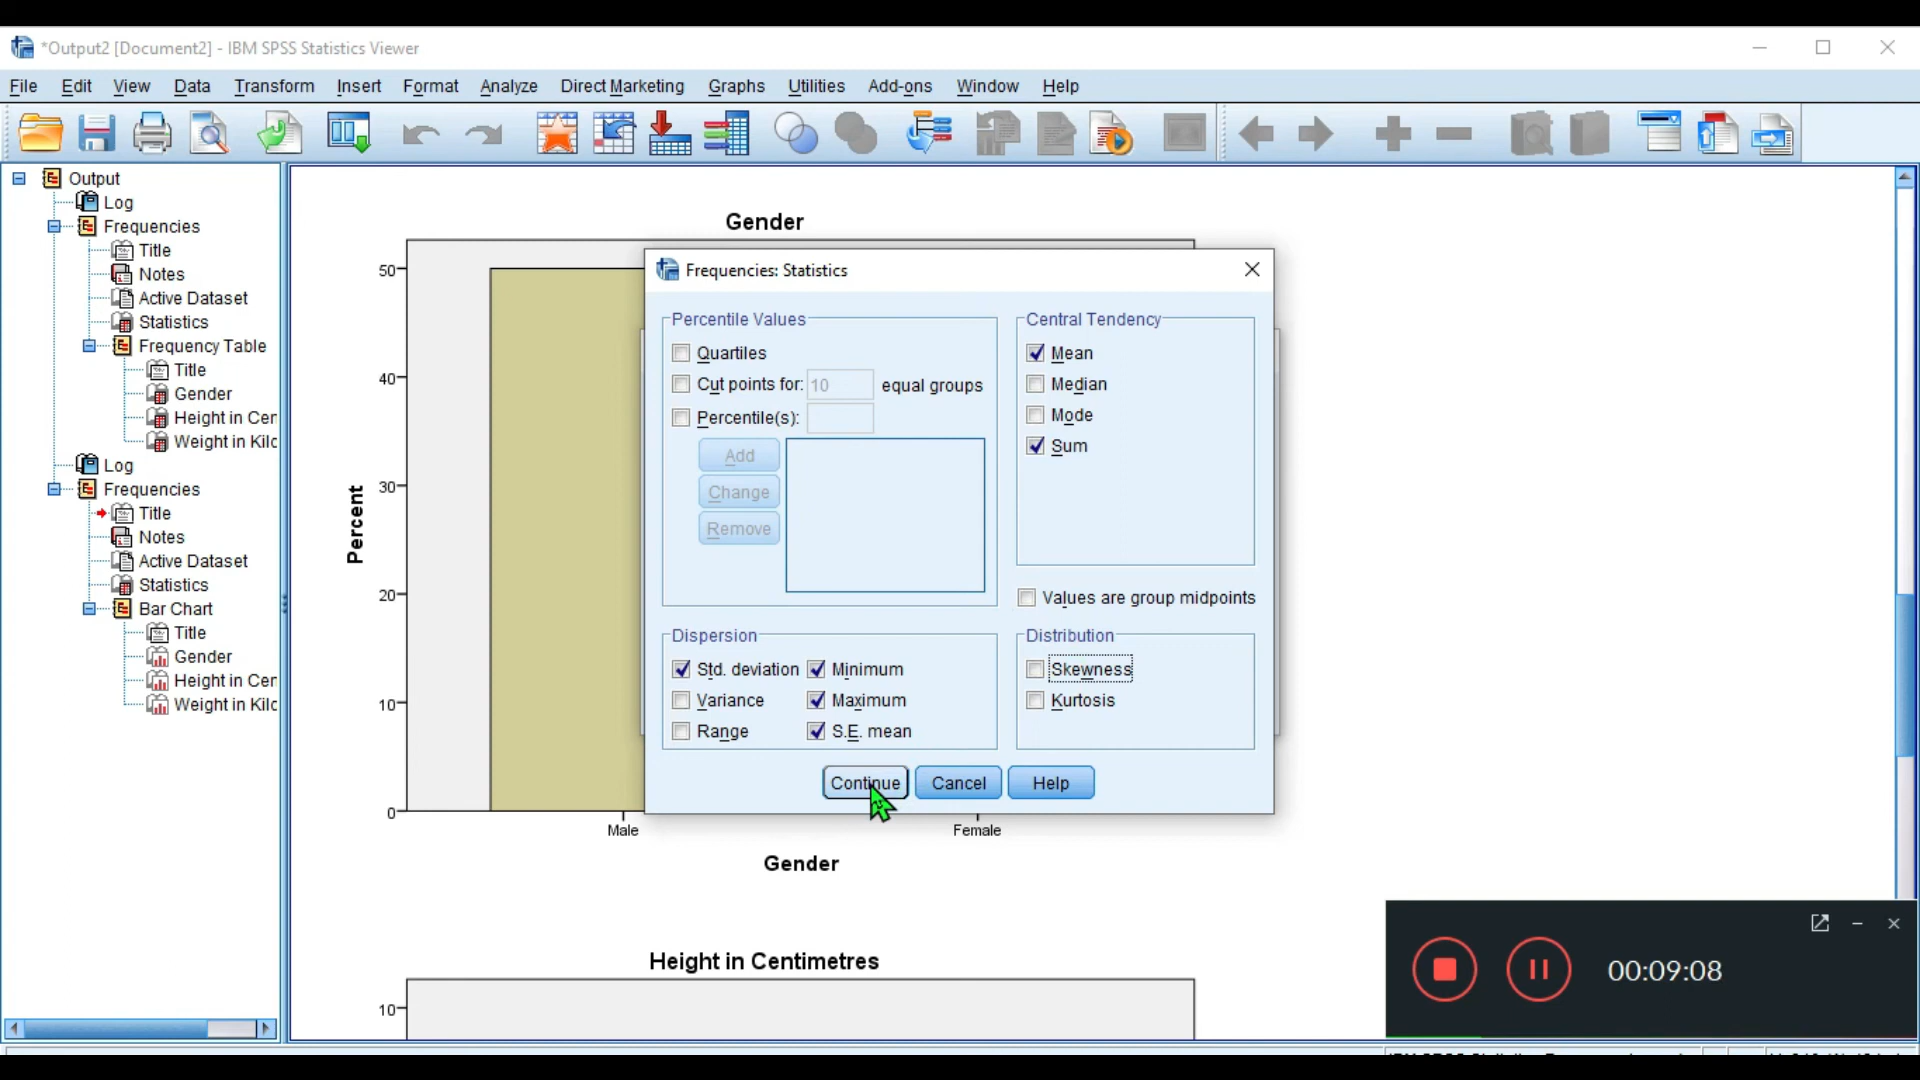 *Output2 [Document2] - IBM SPSS Statistics Viewer
File Edit View Data Transform Insert Format Analyze Direct Marketing Graphs Utilities Add-ons Window Help
Output
Log
Frequencies
Title
Notes
Active Dataset
Statistics
Frequency Table
Title
Gender
Height in Cen
Weight in Kilo
Log
Frequencies
Title
Notes
Active Dataset
Statistics
Bar Chart
Title
Gender
Height in Cen
Weight in Kilo
Gender
50
40
30
20
10
0
Percent
Male
Female
Gender
Height in Centimetres
10
Frequencies: Statistics
Percentile Values
Quartiles
Cut points for: 10 equal groups
Percentile(s):
Add
Change
Remove
Central Tendency
Mean
Median
Mode
Sum
Values are group midpoints
Dispersion
Std. deviation Minimum
Variance Maximum
Range S.E. mean
Distribution
Skewness
Kurtosis
Continue Cancel Help
00:09:08